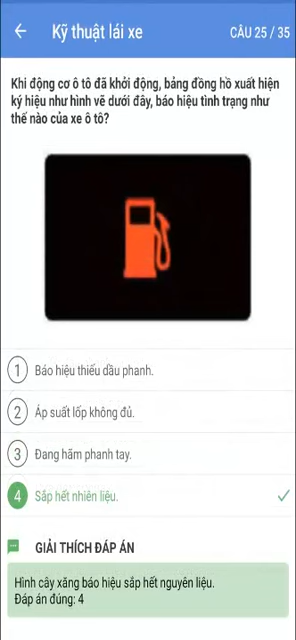 Kỹ thuật lái xe
CÂU 25 / 35
Khi động cơ ô tô đã khởi động, bảng đồng hồ xuất hiện
ký hiệu như hình vẽ dưới đây, báo hiệu tình trạng như
thế nào của xe ô tô?
1 Báo hiệu thiếu dầu phanh.
2 Áp suất lốp không đủ.
3 Đang hãm phanh tay.
4 Sắp hết nhiên liệu.
GIẢI THÍCH ĐÁP ÁN
Hình cây xăng báo hiệu sắp hết nguyên liệu.
Đáp án đúng: 4